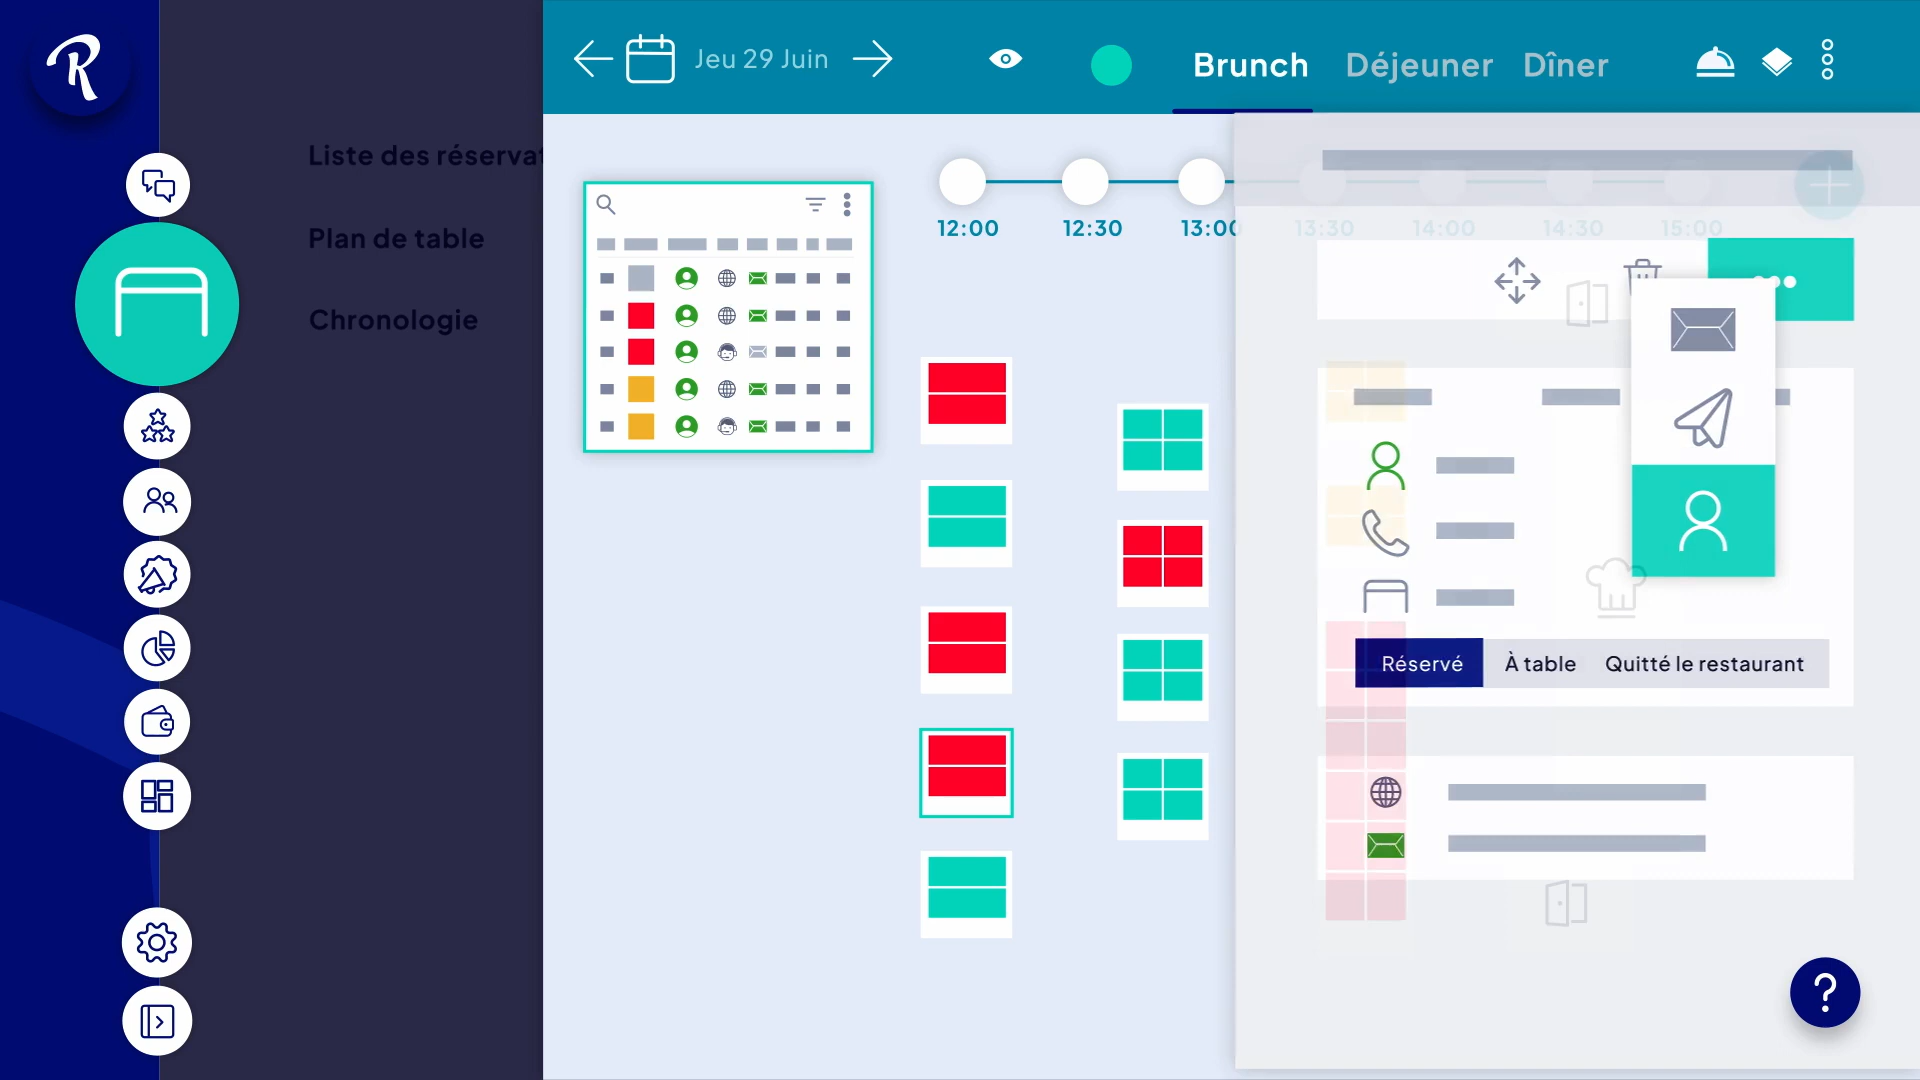 R
Jeu 29 Juin
Brunch
Déjeuner
Dîner
Liste des réservat
Plan de table
Chronologie
12:00
12:30
13:00
13:30
14:00
14:30
15:00
Réservé
À table
Quitté le restaurant
?